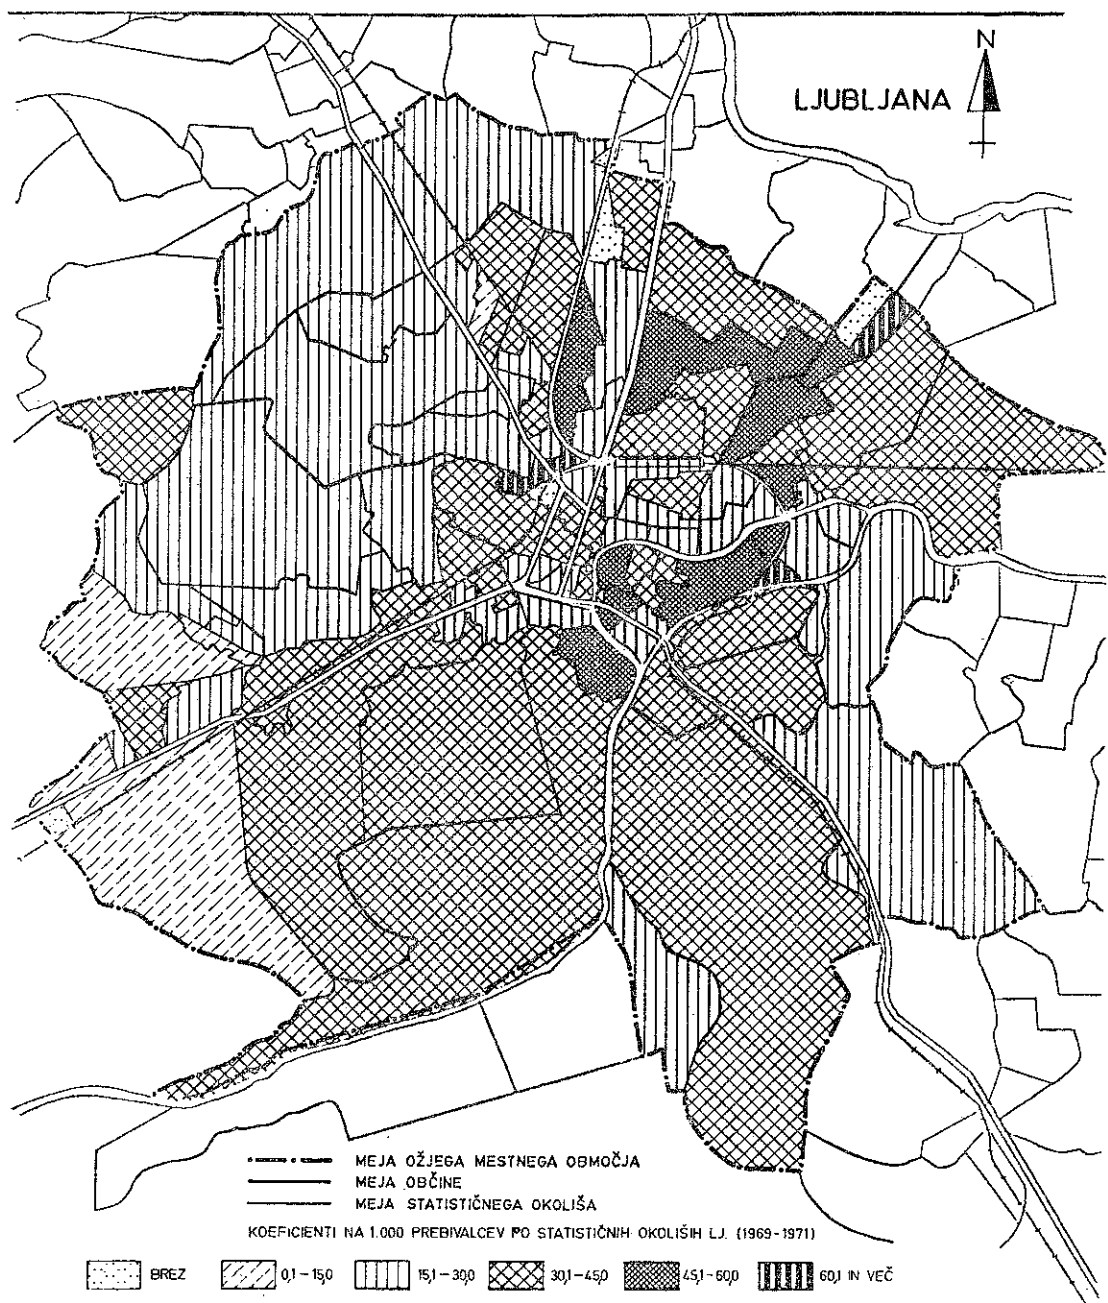 N
LJUBLJANA
MEJA OŽJEGA MESTNEGA OBMOČJA
MEJA OBČINE
MEJA STATISTIČNEGA OKOLIŠA
KOEFICIENTI NA 1.000 PREBIVALCEV PO STATISTIČNIH OKOLIŠIH LJ. (1969-1971)
BREZ 0,1-15,0 15,1-30,0 30,1-45,0 45,1-60,0 60,1 IN VEČ